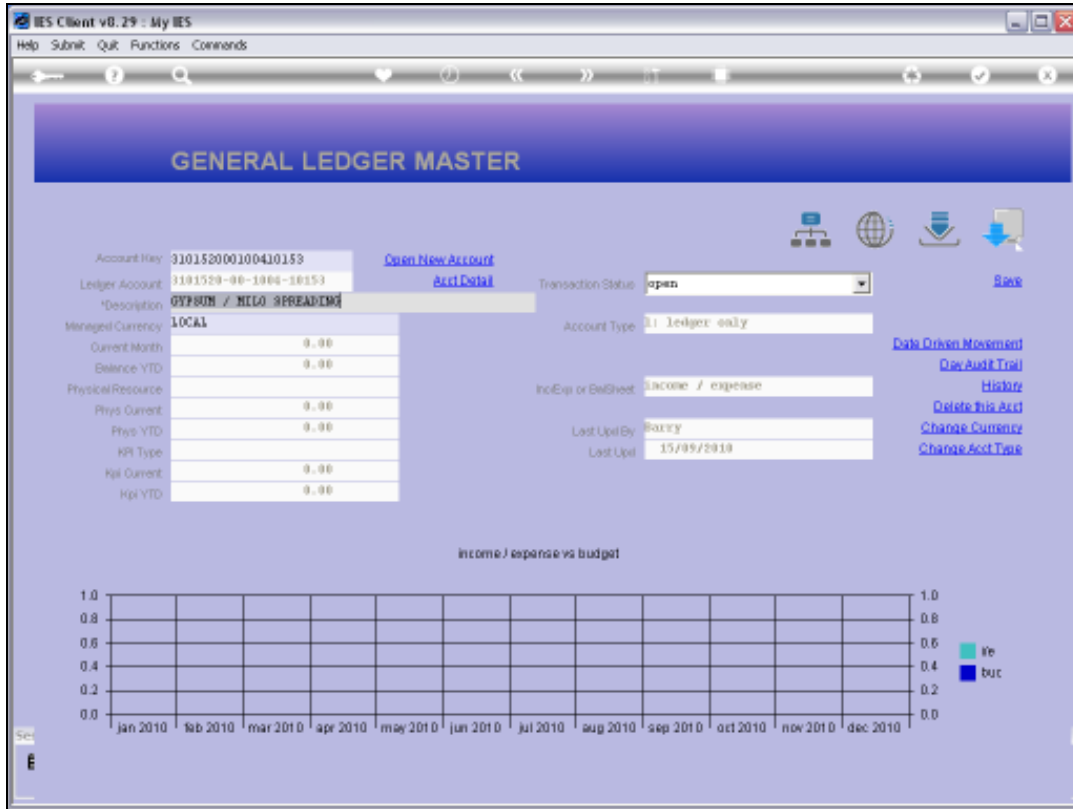 IES Client v8.29 : My IES
Help Submit Quit Functions Commands
GENERAL LEDGER MASTER
Account Key 310152000100410153 Open New Account
Ledger Account 3101520-00-1004-10153 Acct Detail Transaction Status open Save
*Description GYPSUM / MILO SPREADING
Managed Currency LOCAL Account Type 1: ledger only
Current Month 0.00 Date Driven Movement
Balance YTD 0.00 Day Audit Trail
Physical Resource Inc/Exp or BalSheet income / expense History
Phys Current 0.00 Delete this Acct
Phys YTD 0.00 Last Upd By Barry Change Currency
KPI Type Last Upd 15/09/2010 Change Acct Type
Kpi Current 0.00
Kpi YTD 0.00
income / expense vs budget
1.0 1.0
0.8 0.8
0.6 0.6
0.4 0.4
0.2 0.2
0.0 0.0
i/e
buc
jan 2010 feb 2010 mar 2010 apr 2010 may 2010 jun 2010 jul 2010 aug 2010 sep 2010 oct 2010 nov 2010 dec 2010